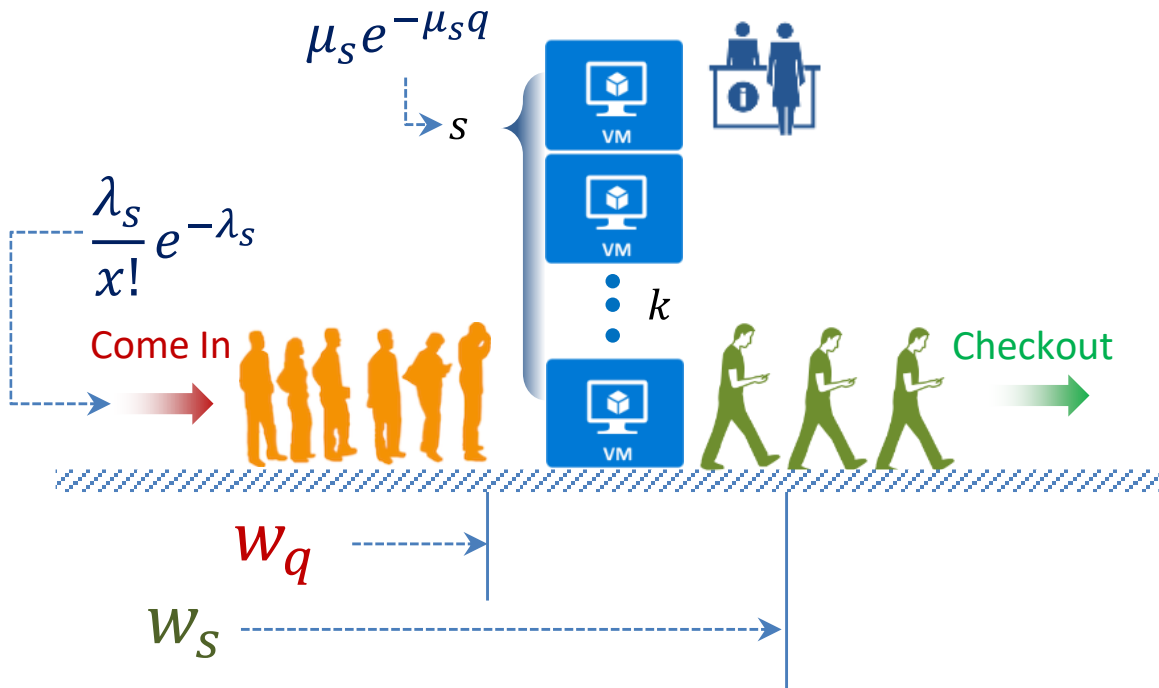 μ_s e^{-μ_s q}
s
VM
VM
k
VM
λ_s/x! e^{-λ_s}
Come In
Checkout
w_q
w_s